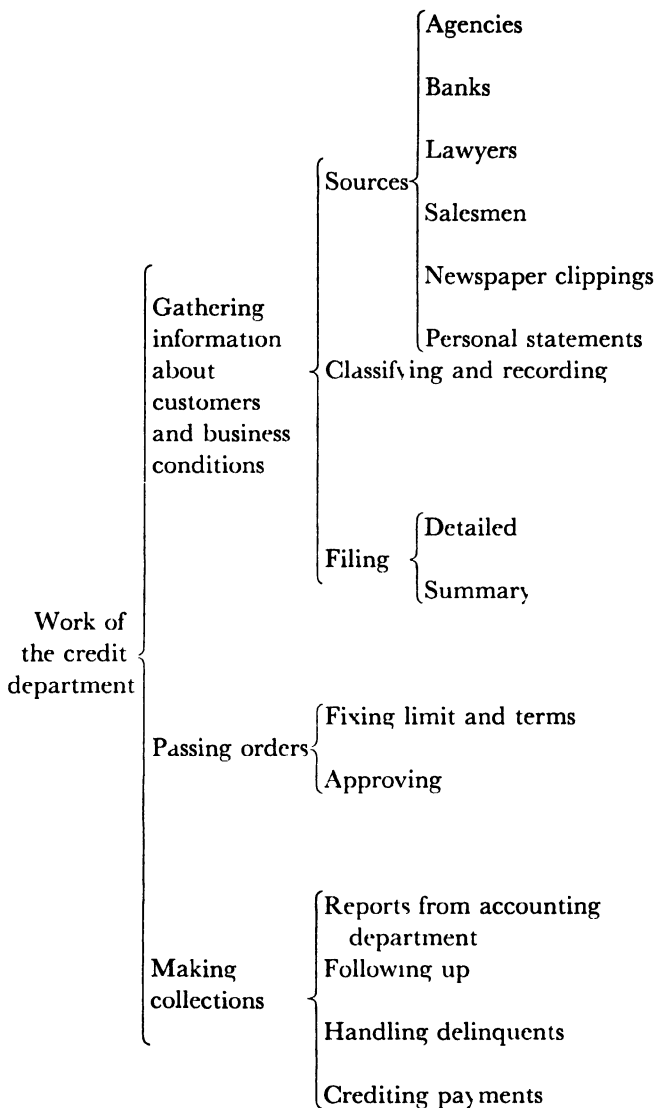 Work of
the credit
department
Gathering
information
about
customers
and business
conditions
Sources
Agencies
Banks
Lawyers
Salesmen
Newspaper clippings
Personal statements
Classifying and recording
Filing
Detailed
Summary
Passing orders
Fixing limit and terms
Approving
Making
collections
Reports from accounting
department
Following up
Handling delinquents
Crediting payments